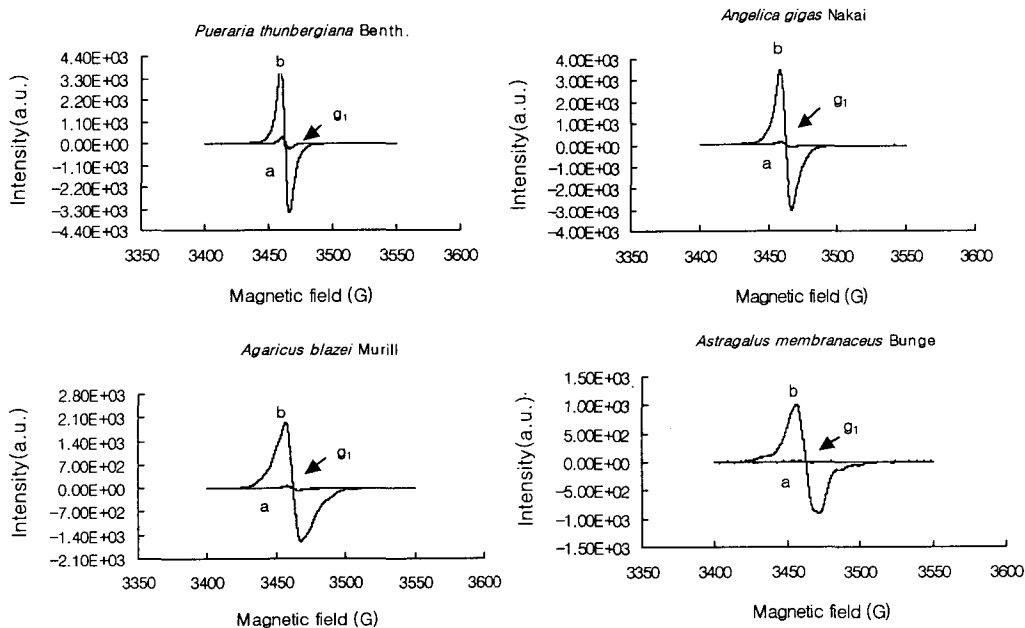 Pueraria thunbergiana Benth.
Intensity(a.u.)
4.40E+03
3.30E+03
2.20E+03
1.10E+03
0.00E+00
-1.10E+03
-2.20E+03
-3.30E+03
-4.40E+03
b
g1
a
3350 3400 3450 3500 3550 3600
Magnetic field (G)
Angelica gigas Nakai
Intensity(a.u.)
4.00E+03
3.00E+03
2.00E+03
1.00E+03
0.00E+00
-1.00E+03
-2.00E+03
-3.00E+03
-4.00E+03
b
g1
a
3350 3400 3450 3500 3550 3600
Magnetic field (G)
Agaricus blazei Murill
Intensity(a.u.)
2.80E+03
2.10E+03
1.40E+03
7.00E+02
0.00E+00
-7.00E+02
-1.40E+03
-2.10E+03
b
g1
a
3350 3400 3450 3500 3550 3600
Magnetic field (G)
Astragalus membranaceus Bunge
Intensity(a.u.)
1.50E+03
1.00E+03
5.00E+02
0.00E+00
-5.00E+02
-1.00E+03
-1.50E+03
b
g1
a
3350 3400 3450 3500 3550 3600
Magnetic field (G)